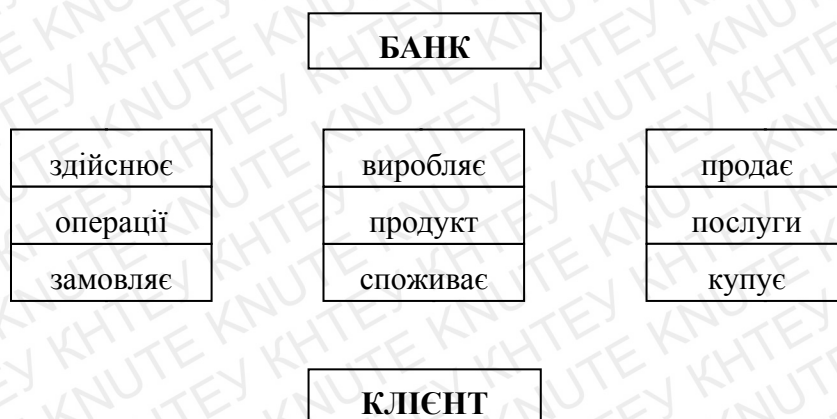 БАНК
здійснює виробляє продає
операції продукт послуги
замовляє споживає купує
КЛІЄНТ